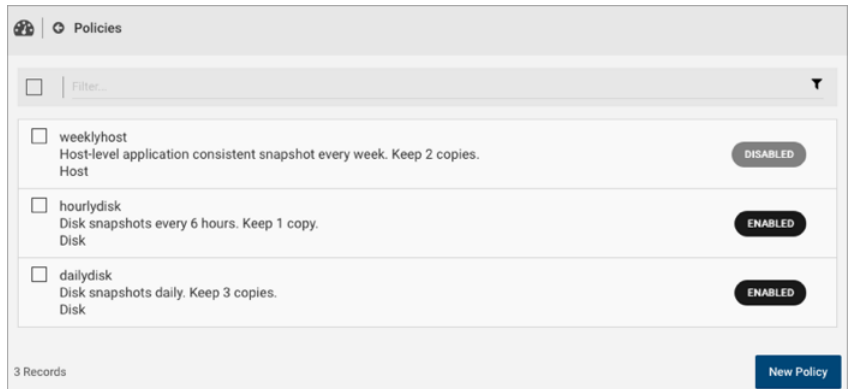 Policies
Filter...
weeklyhost
Host-level application consistent snapshot every week. Keep 2 copies.
Host
DISABLED
hourlydisk
Disk snapshots every 6 hours. Keep 1 copy.
Disk
ENABLED
dailydisk
Disk snapshots daily. Keep 3 copies.
Disk
ENABLED
3 Records
New Policy